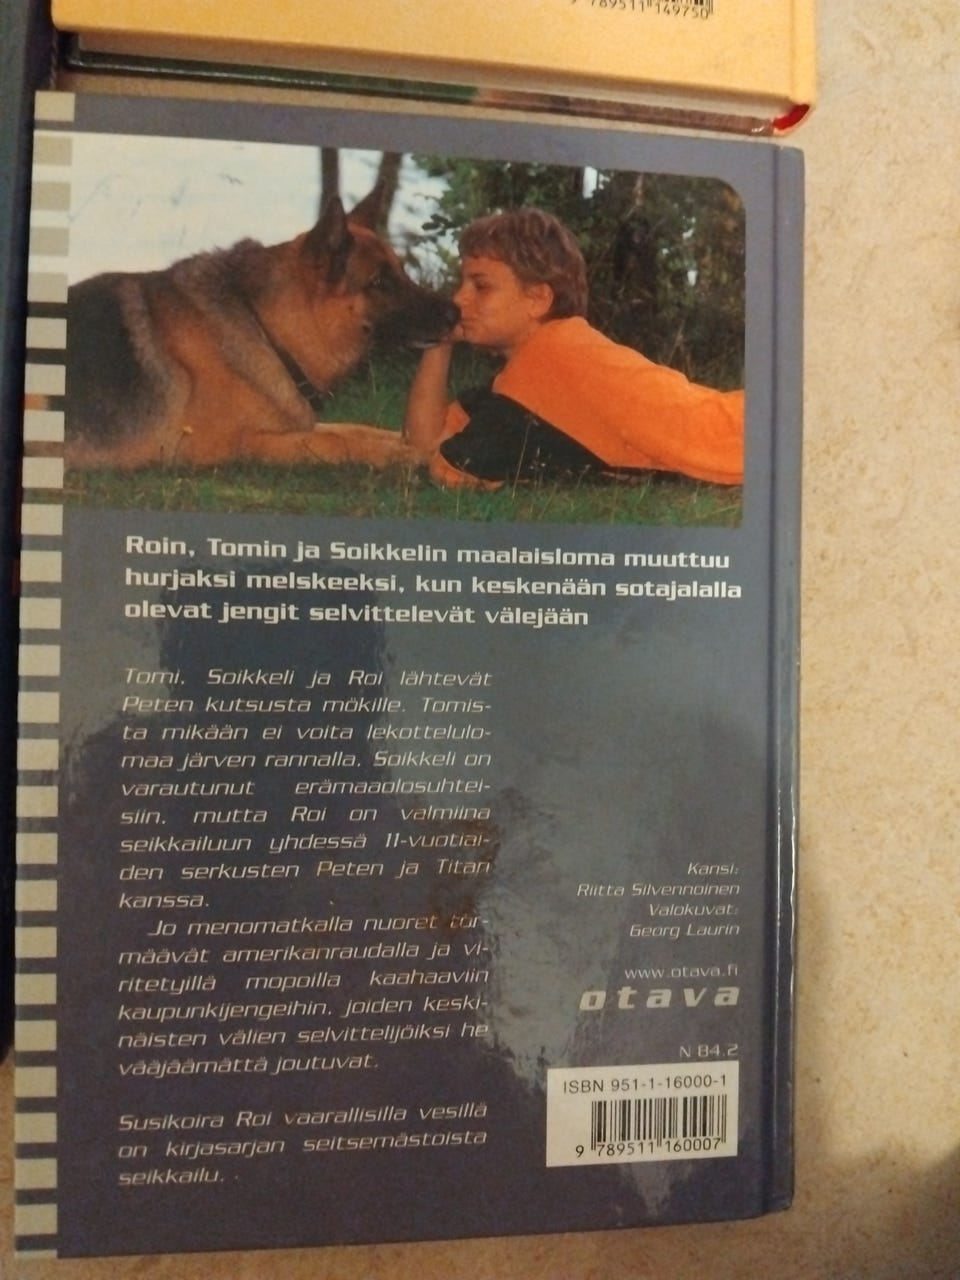 9 789511 149750
Roin, Tomin ja Soikkelin maalaisloma muuttuu
hurjaksi melskeeksi, kun keskenään sotajalalla
olevat jengit selvittelevät välejään
Tomi, Soikkeli ja Roi lähtevät
Peten kutsusta mökille. Tomis-
ta mikään ei voita lekottelulo-
maa järven rannalla. Soikkeli on
varautunut erämaaolosuhtei-
siin, mutta Roi on valmiina
seikkailuun yhdessä 11-vuotiai-
den serkusten Peten ja Titan
kanssa.
Jo menomatkalla nuoret tör-
määvät amerikanraudalla ja vi-
ritetyillä mopoilla kaahaaviin
kaupunkijengeihin, joiden keski-
näisten välien selvittelijöiksi he
vääjäämättä joutuvat.
Susikoira Roi vaarallisilla vesillä
on kirjasarjan seitsemästoista
seikkailu.
Kansi:
Riitta Silvennoinen
Valokuvat:
Georg Laurin
www.otava.fi
otava
N 84.2
ISBN 951-1-16000-1
9 789511 160007